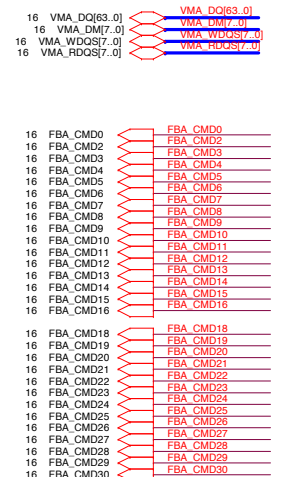 16 VMA_DQ[63..0] VMA_DQ[63..0]
16 VMA_DM[7..0] VMA_DM[7..0]
16 VMA_WDQS[7..0] VMA_WDQS[7..0]
16 VMA_RDQS[7..0] VMA_RDQS[7..0]
16 FBA_CMD0 FBA_CMD0
16 FBA_CMD2 FBA_CMD2
16 FBA_CMD3 FBA_CMD3
16 FBA_CMD4 FBA_CMD4
16 FBA_CMD5 FBA_CMD5
16 FBA_CMD6 FBA_CMD6
16 FBA_CMD7 FBA_CMD7
16 FBA_CMD8 FBA_CMD8
16 FBA_CMD9 FBA_CMD9
16 FBA_CMD10 FBA_CMD10
16 FBA_CMD11 FBA_CMD11
16 FBA_CMD12 FBA_CMD12
16 FBA_CMD13 FBA_CMD13
16 FBA_CMD14 FBA_CMD14
16 FBA_CMD15 FBA_CMD15
16 FBA_CMD16 FBA_CMD16
16 FBA_CMD18 FBA_CMD18
16 FBA_CMD19 FBA_CMD19
16 FBA_CMD20 FBA_CMD20
16 FBA_CMD21 FBA_CMD21
16 FBA_CMD22 FBA_CMD22
16 FBA_CMD23 FBA_CMD23
16 FBA_CMD24 FBA_CMD24
16 FBA_CMD25 FBA_CMD25
16 FBA_CMD26 FBA_CMD26
16 FBA_CMD27 FBA_CMD27
16 FBA_CMD28 FBA_CMD28
16 FBA_CMD29 FBA_CMD29
16 FBA_CMD30 FBA_CMD30